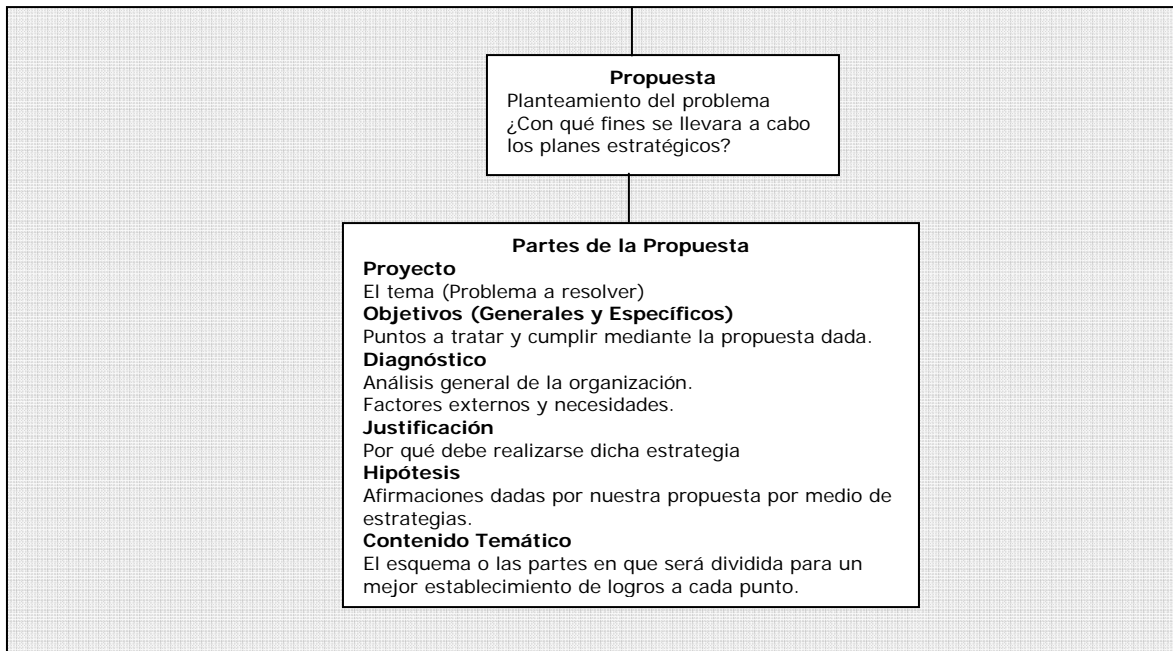 Propuesta
Planteamiento del problema
¿Con qué fines se llevara a cabo
los planes estratégicos?
Partes de la Propuesta
Proyecto
El tema (Problema a resolver)
Objetivos (Generales y Específicos)
Puntos a tratar y cumplir mediante la propuesta dada.
Diagnóstico
Análisis general de la organización.
Factores externos y necesidades.
Justificación
Por qué debe realizarse dicha estrategia
Hipótesis
Afirmaciones dadas por nuestra propuesta por medio de
estrategias.
Contenido Temático
El esquema o las partes en que será dividida para un
mejor establecimiento de logros a cada punto.